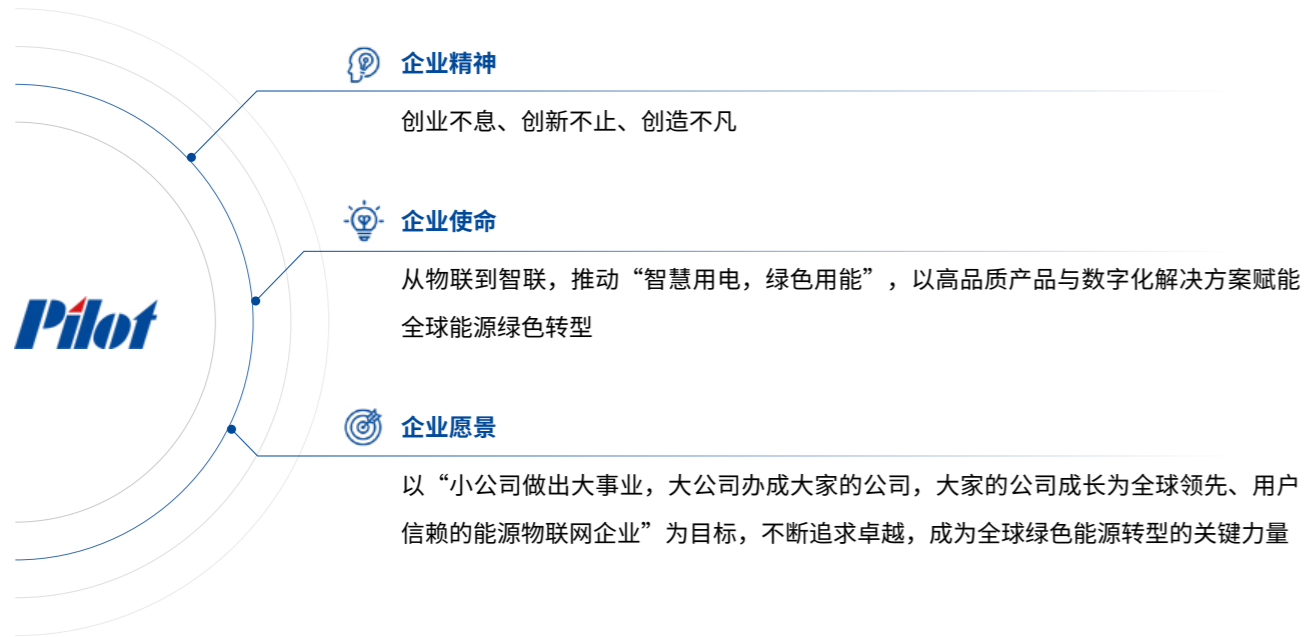 Pilot
企业精神
创业不息、创新不止、创造不凡
企业使命
从物联到智联，推动“智慧用电，绿色用能”，以高品质产品与数字化解决方案赋能
全球能源绿色转型
企业愿景
以“小公司做出大事业，大公司办成大家的公司，大家的公司成长为全球领先、用户
信赖的能源物联网企业”为目标，不断追求卓越，成为全球绿色能源转型的关键力量